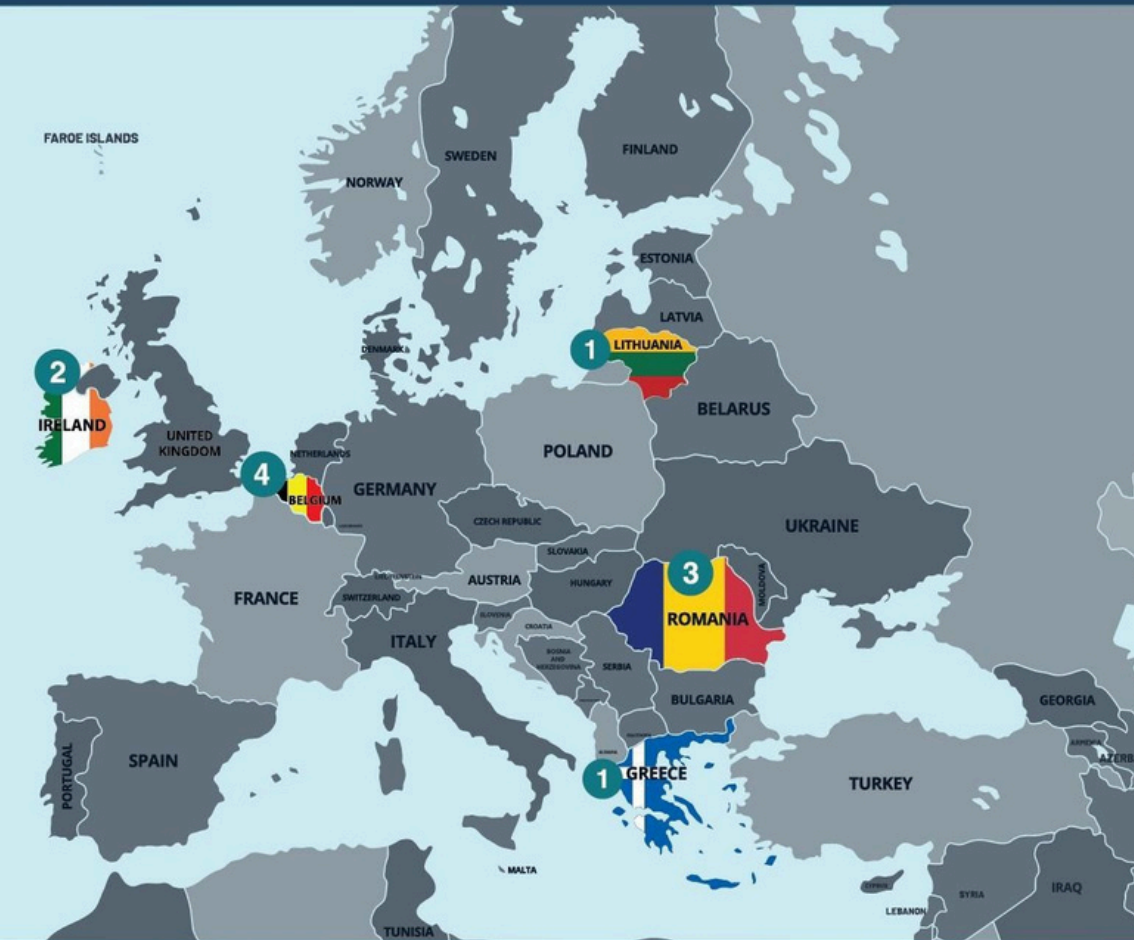 FAROE ISLANDS
SWEDEN
FINLAND
NORWAY
ESTONIA
LATVIA
DENMARK
1
LITHUANIA
2
BELARUS
IRELAND
UNITED
KINGDOM
NETHERLANDS
POLAND
4
BELGIUM
GERMANY
CZECH REPUBLIC
UKRAINE
SLOVAKIA
3
LIECHTENSTEIN
AUSTRIA
HUNGARY
MOLDOVA
FRANCE
SWITZERLAND
SLOVENIA
ROMANIA
CROATIA
ITALY
BOSNIA
AND
HERZEGOVINA
SERBIA
BULGARIA
GEORGIA
ARMENIA
AZERB
SPAIN
PORTUGAL
1
GREECE
TURKEY
MALTA
CYPRUS
SYRIA
IRAQ
LEBANON
TUNISIA